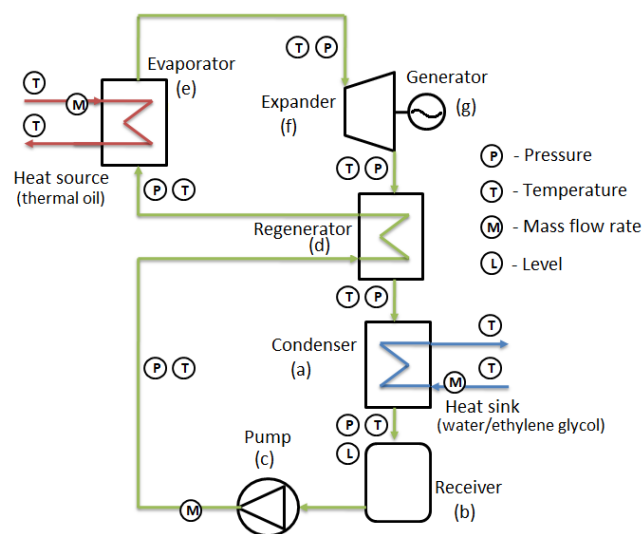 T P
Evaporator
(e)
Generator
(g)
Expander
(f)
T
M
T
Heat source
(thermal oil)
P T
T P
P - Pressure
T - Temperature
M - Mass flow rate
L - Level
Regenerator
(d)
T P
Condenser
(a)
T
T
M
Heat sink
(water/ethylene glycol)
P T
P T
L
Pump
(c)
M
Receiver
(b)